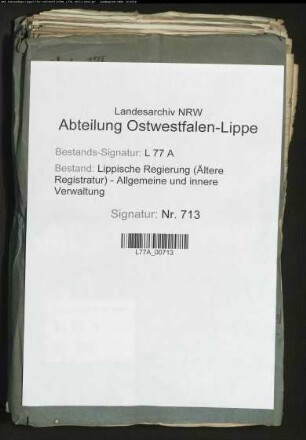 Landesarchiv NRW
Abteilung Ostwestfalen-Lippe
Bestands-Signatur: L 77 A
Bestand: Lippische Regierung (Ältere
Registratur) - Allgemeine und innere
Verwaltung
Signatur: Nr. 713
L77A_00713